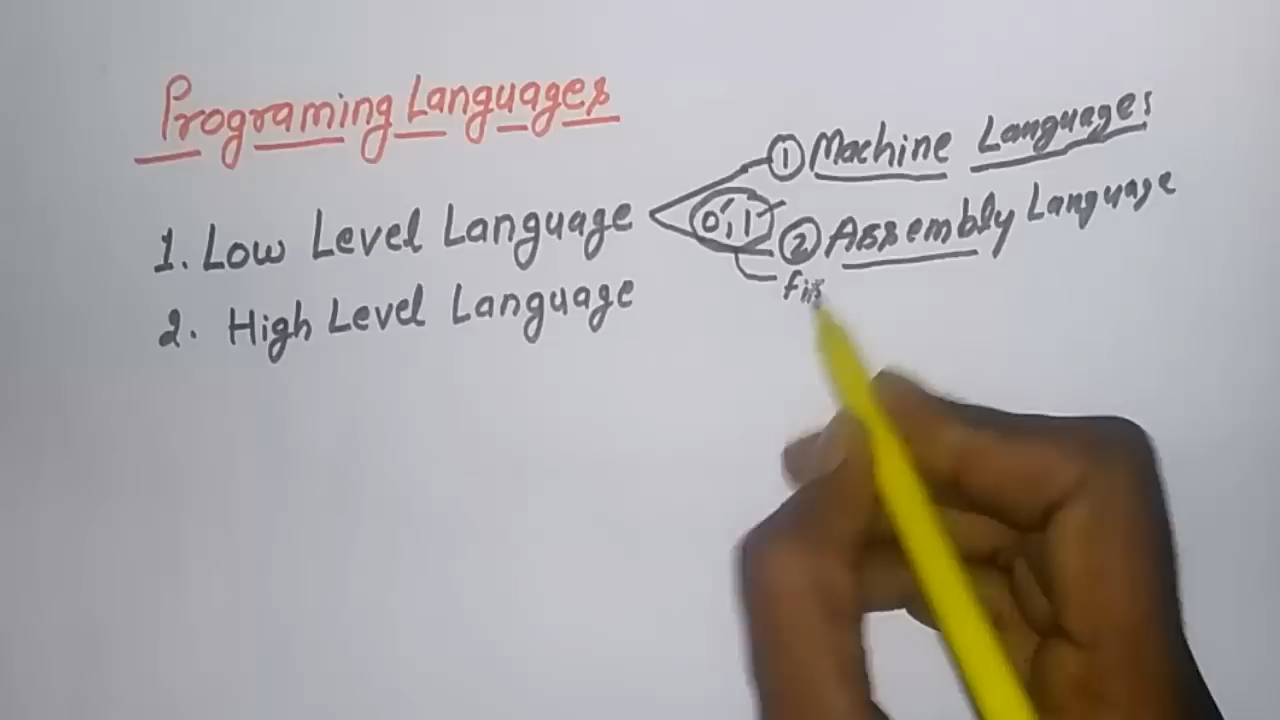 Programing Languages
1. Low Level Language
① Machine Languages
0, 1
② Assembly Language
2. High Level Language